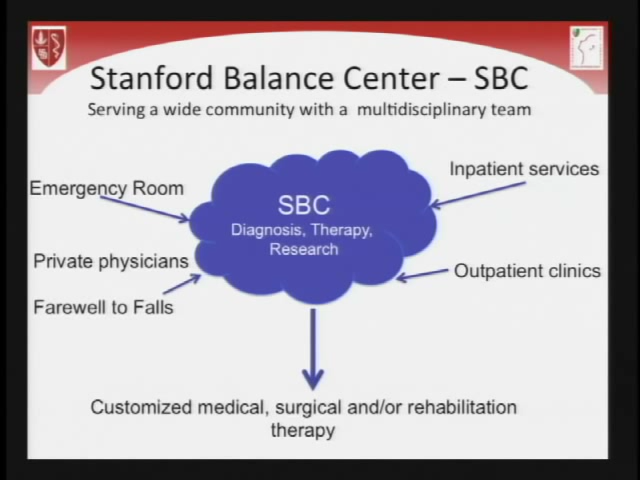 Stanford Balance Center – SBC
Serving a wide community with a multidisciplinary team
Emergency Room
Private physicians
Farewell to Falls
SBC
Diagnosis, Therapy,
Research
Inpatient services
Outpatient clinics
Customized medical, surgical and/or rehabilitation
therapy